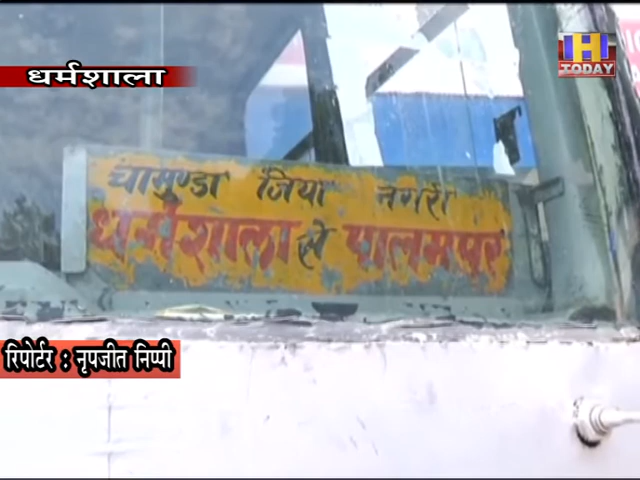 H
TODAY
धर्मशाला
चामुण्डा जिया नगरी
धर्मशाला से पालमपुर
रिपोर्टर : नृपजीत निप्पी